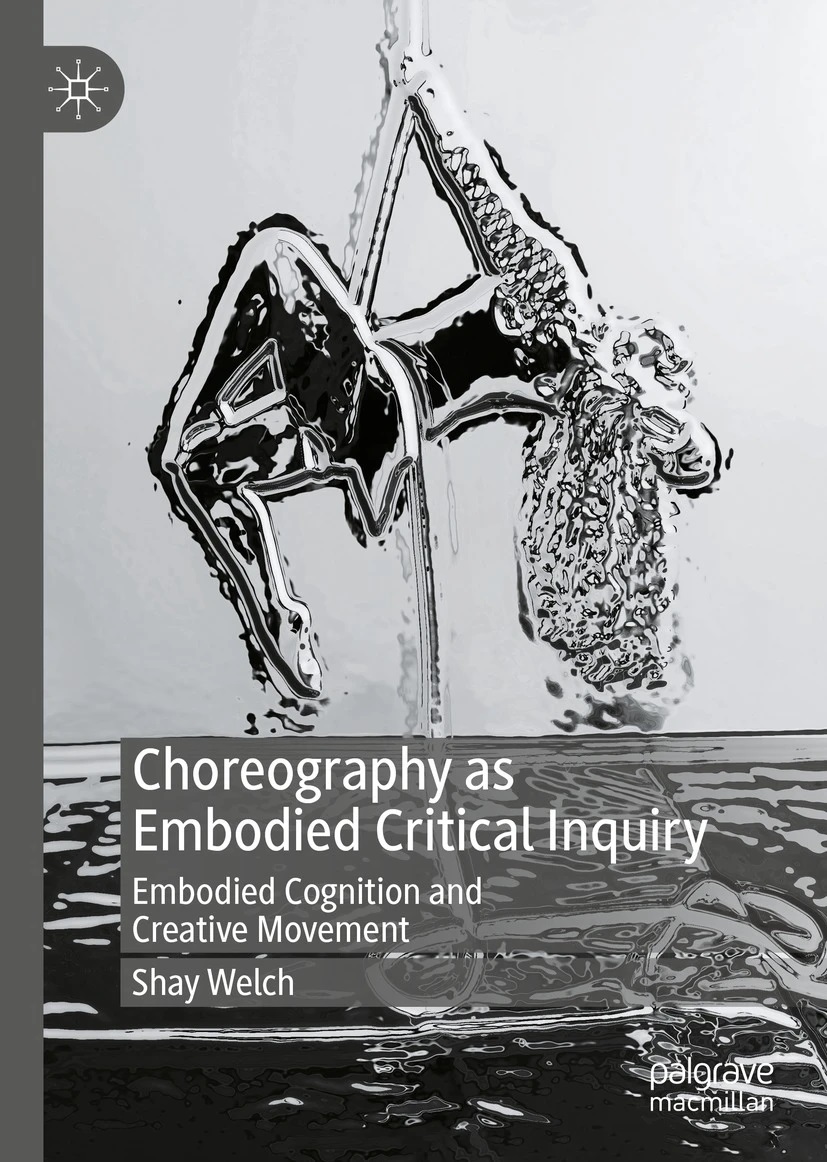 Choreography as
Embodied Critical Inquiry
Embodied Cognition and
Creative Movement
Shay Welch
palgrave
macmillan